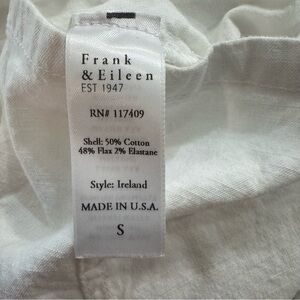 Frank
& Eileen
EST 1947
RN# 117409
Shell: 50% Cotton
48% Flax 2% Elastane
Style: Ireland
MADE IN U.S.A.
S